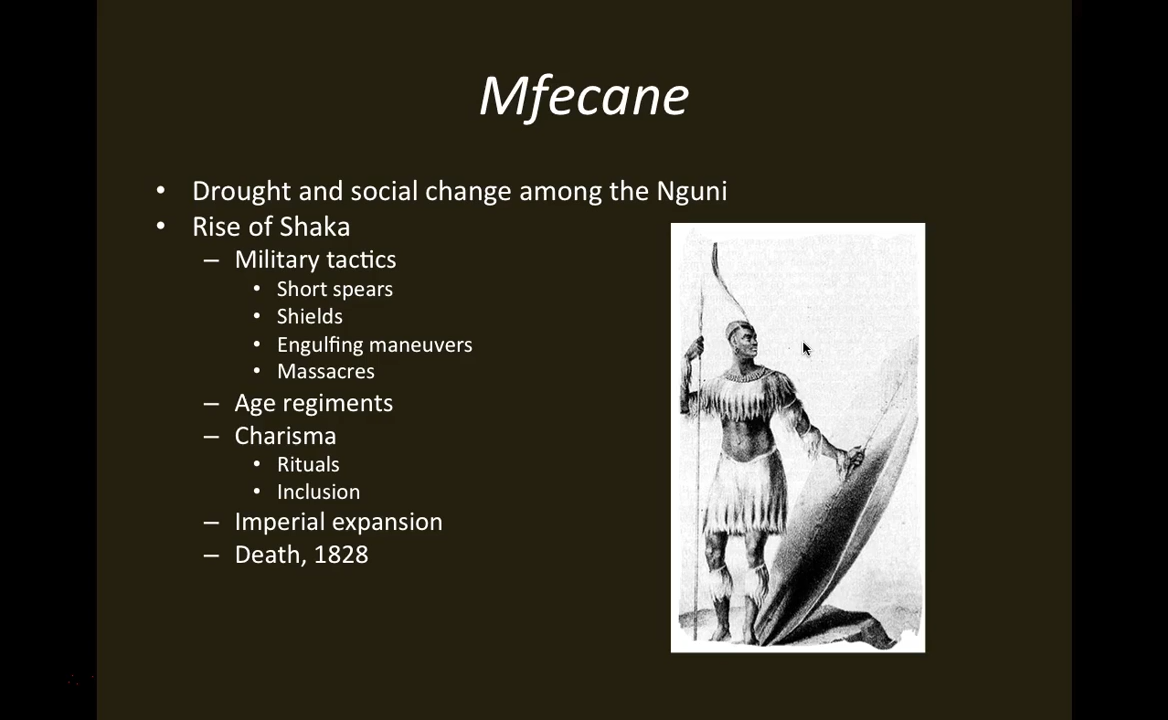 Mfecane
• Drought and social change among the Nguni
• Rise of Shaka
– Military tactics
• Short spears
• Shields
• Engulfing maneuvers
• Massacres
– Age regiments
– Charisma
• Rituals
• Inclusion
– Imperial expansion
– Death, 1828